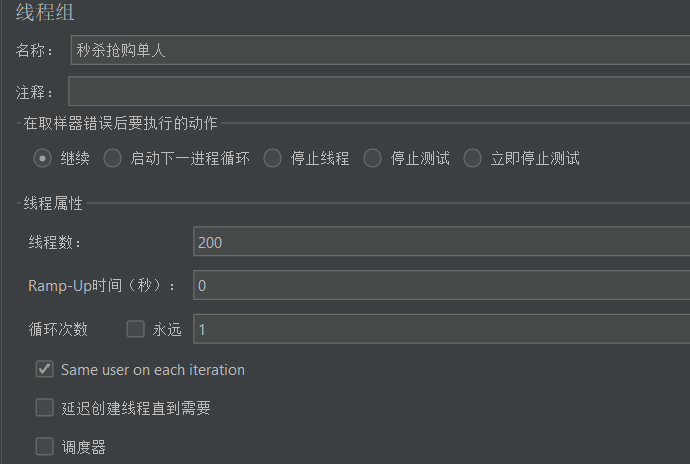 线程组
名称： 秒杀抢购单人
注释：
在取样器错误后要执行的动作
继续 启动下一进程循环 停止线程 停止测试 立即停止测试
线程属性
线程数： 200
Ramp-Up时间（秒）： 0
循环次数 永远 1
Same user on each iteration
延迟创建线程直到需要
调度器